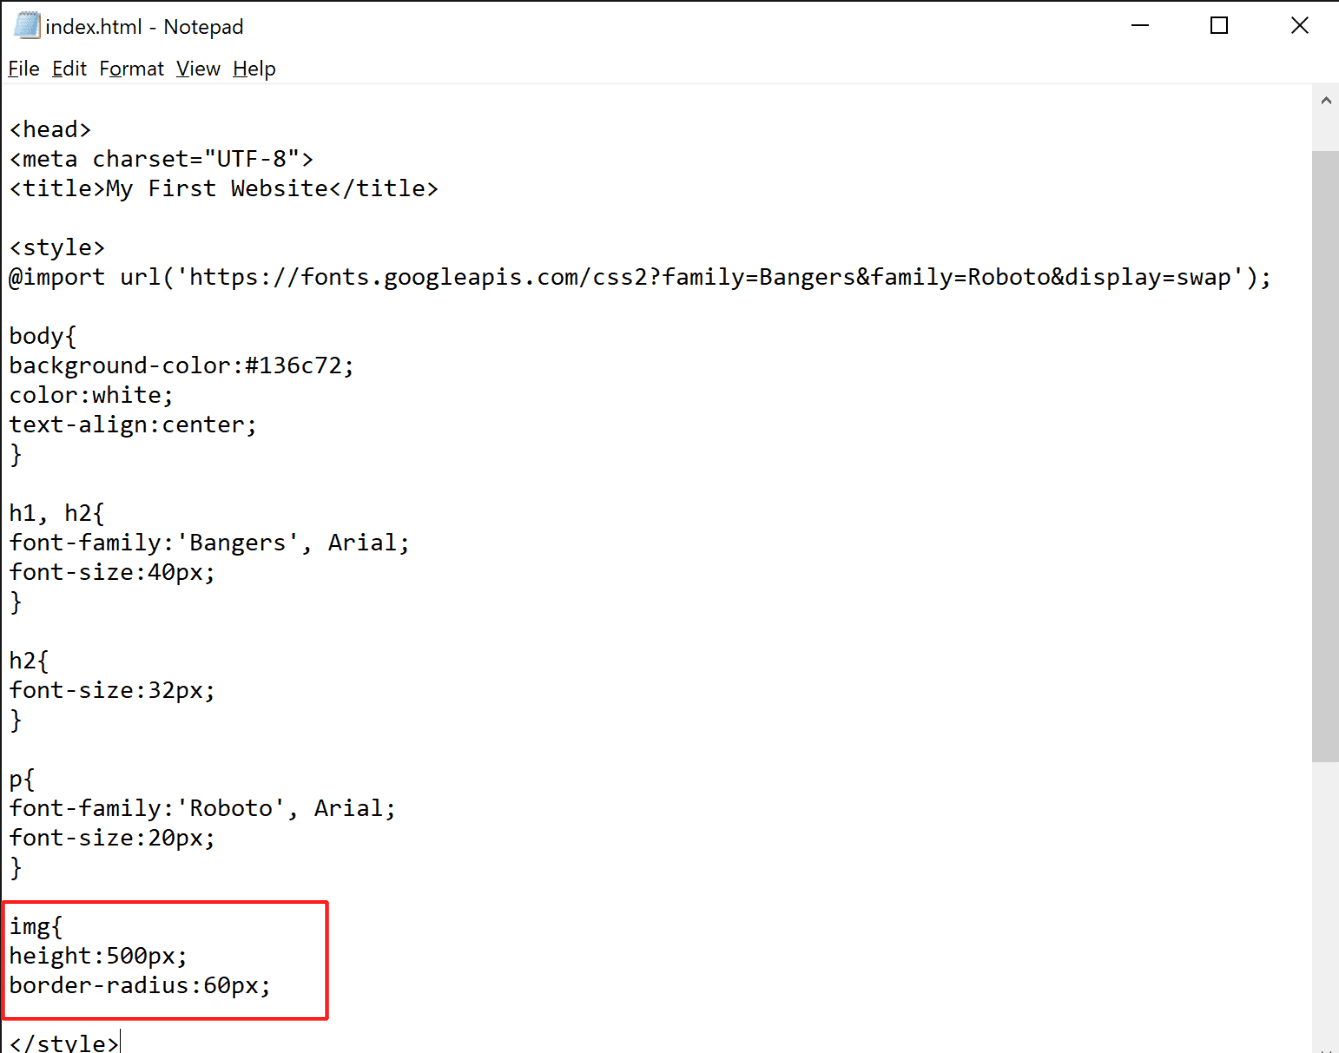 index.html - Notepad
File Edit Format View Help
<head>
<meta charset="UTF-8">
<title>My First Website</title>
<style>
@import url('https://fonts.googleapis.com/css2?family=Bangers&family=Roboto&display=swap');
body{
background-color:#136c72;
color:white;
text-align:center;
}
h1, h2{
font-family:'Bangers', Arial;
font-size:40px;
}
h2{
font-size:32px;
}
p{
font-family:'Roboto', Arial;
font-size:20px;
}
img{
height:500px;
border-radius:60px;
</style>